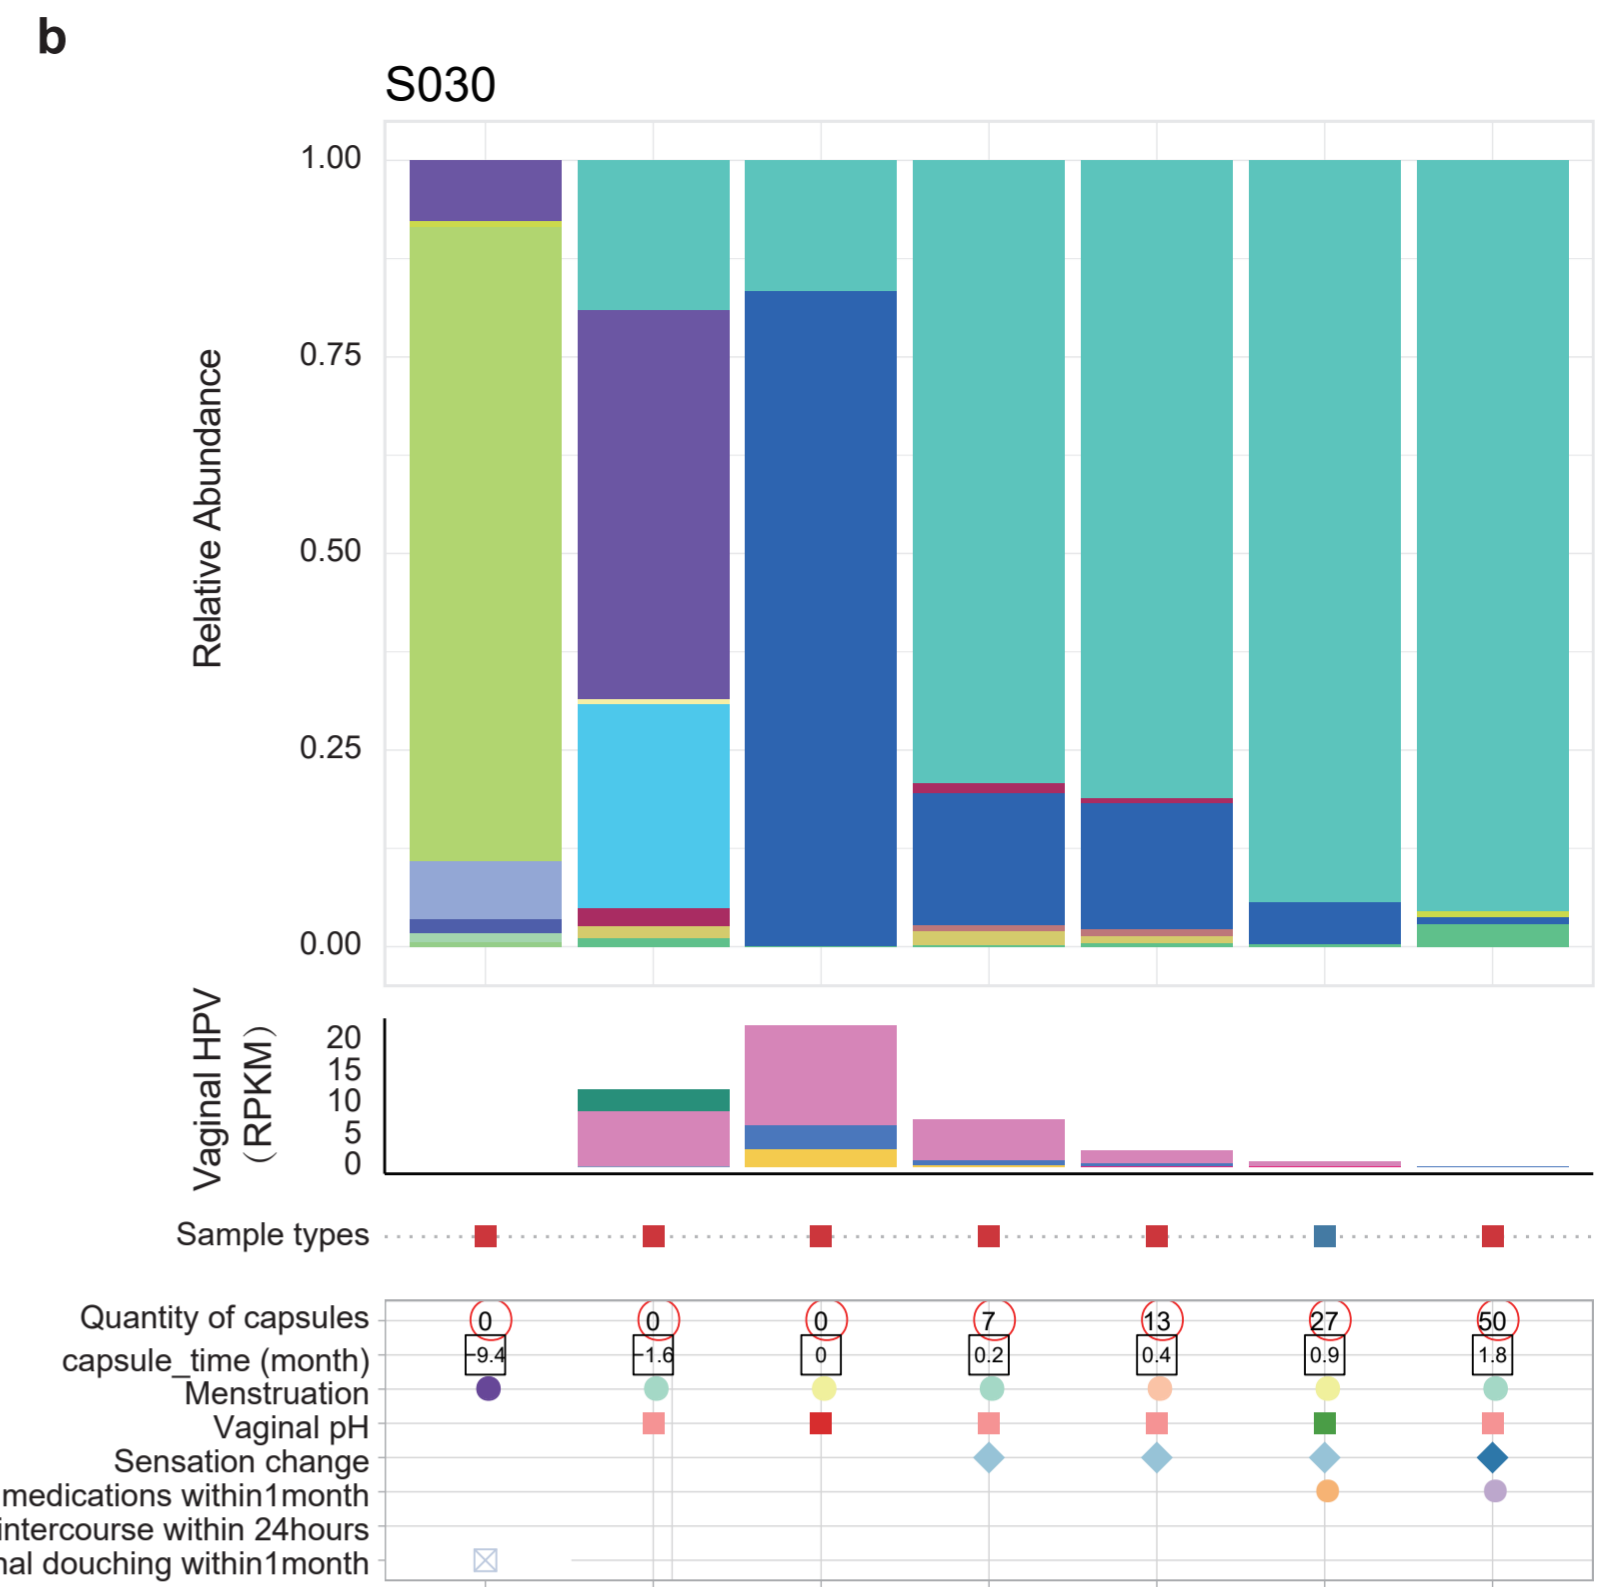 b
S030
Relative Abundance
1.00
0.75
0.50
0.25
0.00
Vaginal HPV
(RPKM)
20
15
10
5
0
Sample types
Quantity of capsules
0 0 0 7 13 27 50
capsule_time (month)
−9.4 −1.6 0 0.2 0.4 0.9 1.8
Menstruation
Vaginal pH
Sensation change
medications within1month
intercourse within 24hours
nal douching within1month